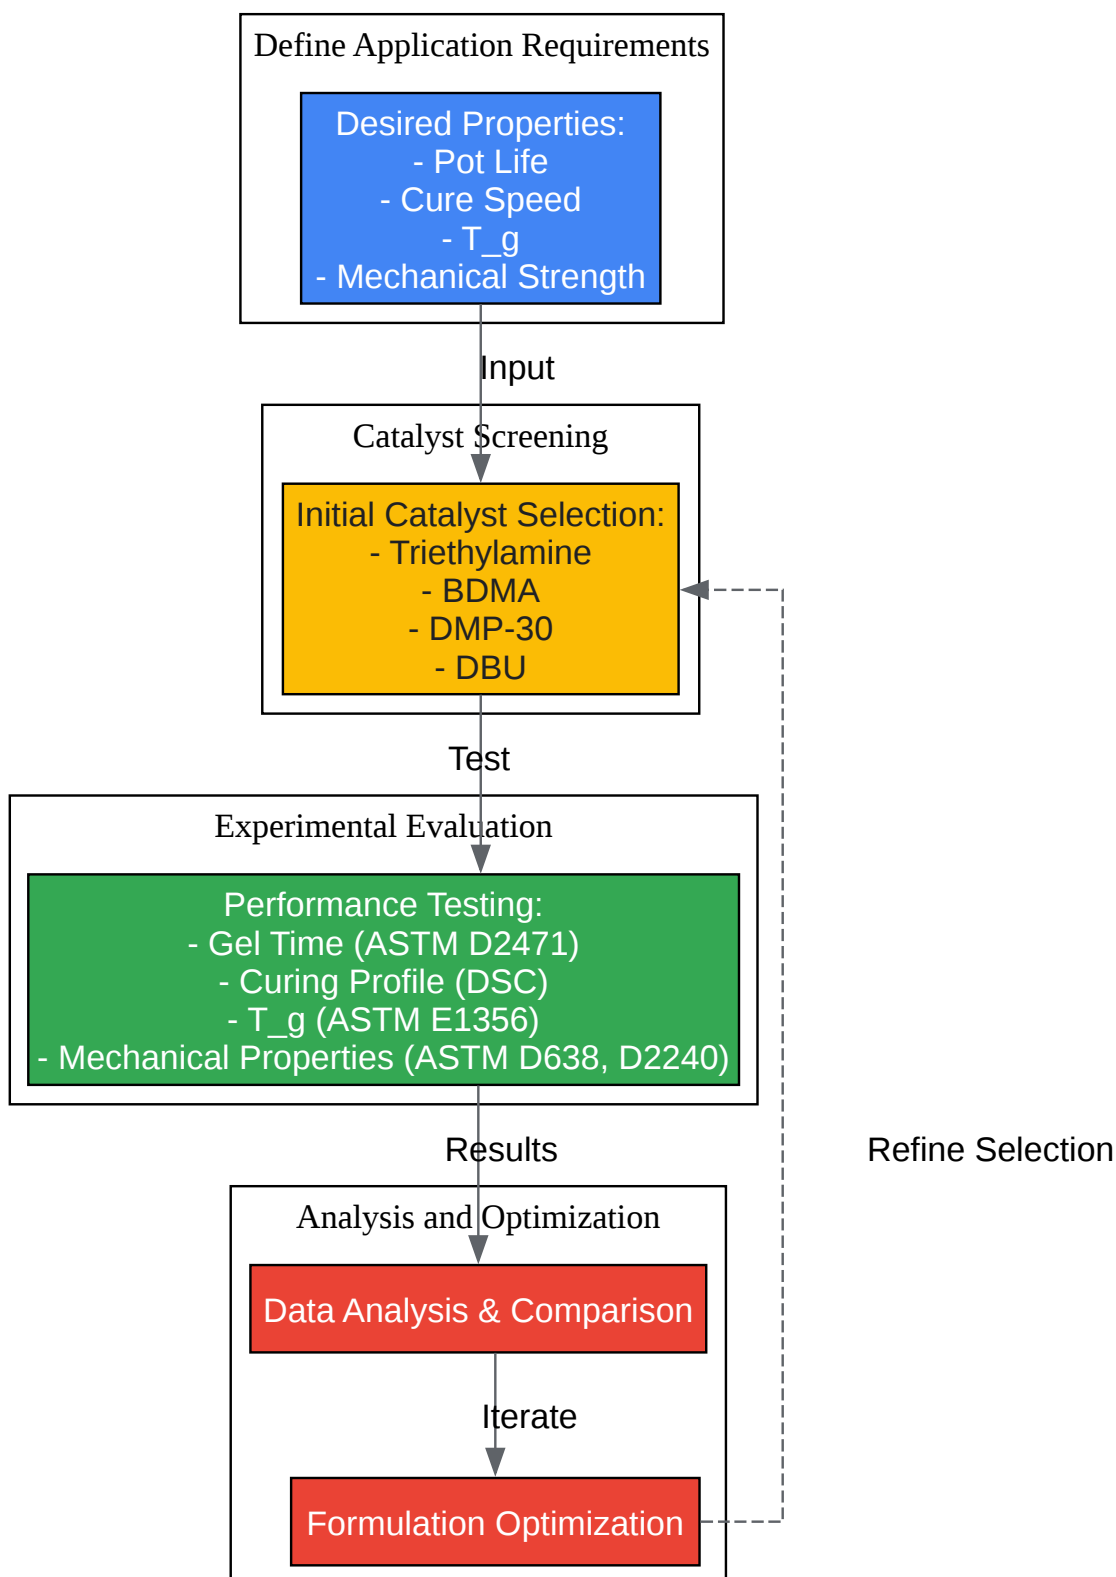 Define Application Requirements
Desired Properties:
- Pot Life
- Cure Speed
- T_g
- Mechanical Strength
Input
Catalyst Screening
Initial Catalyst Selection:
- Triethylamine
- BDMA
- DMP-30
- DBU
Test
Experimental Evaluation
Performance Testing:
- Gel Time (ASTM D2471)
- Curing Profile (DSC)
- T_g (ASTM E1356)
- Mechanical Properties (ASTM D638, D2240)
Results
Refine Selection
Analysis and Optimization
Data Analysis & Comparison
Iterate
Formulation Optimization